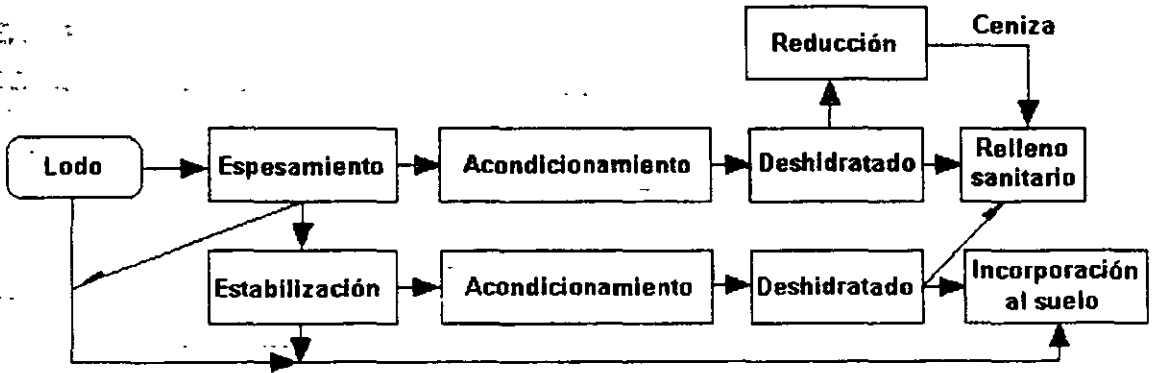 Reducción
Ceniza
Lodo
Espesamiento
Acondicionamiento
Deshidratado
Relleno
sanitario
Estabilización
Acondicionamiento
Deshidratado
Incorporación
al suelo